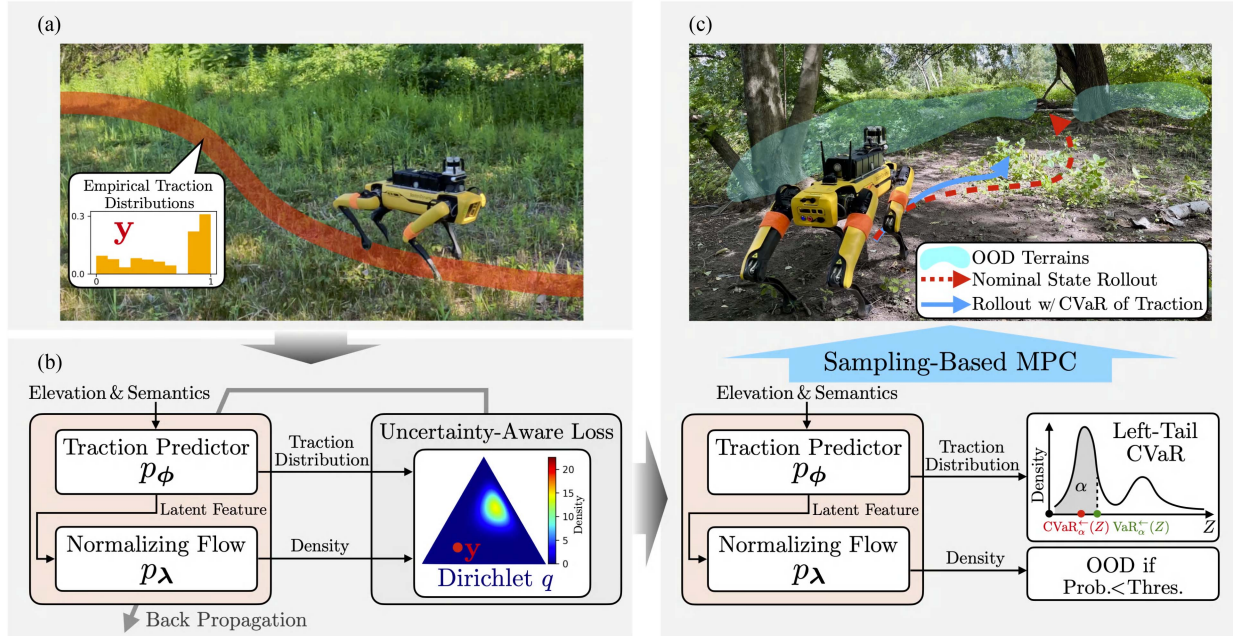 (a)
Empirical Traction
Distributions
0.3
y
0.0
0
1
(b)
Elevation & Semantics
Traction Predictor
pϕ
Latent Feature
Normalizing Flow
pλ
Back Propagation
Traction
Distribution
Density
Uncertainty-Aware Loss
20
15
10
5
0
Density
y
Dirichlet q
(c)
OOD Terrains
Nominal State Rollout
Rollout w/ CVaR of Traction
Sampling-Based MPC
Elevation & Semantics
Traction Predictor
pϕ
Latent Feature
Normalizing Flow
pλ
Traction
Distribution
Density
Left-Tail
CVaR
Density
α
CVaR←α(Z) VaR←α(Z) Z
OOD if
Prob.<Thres.